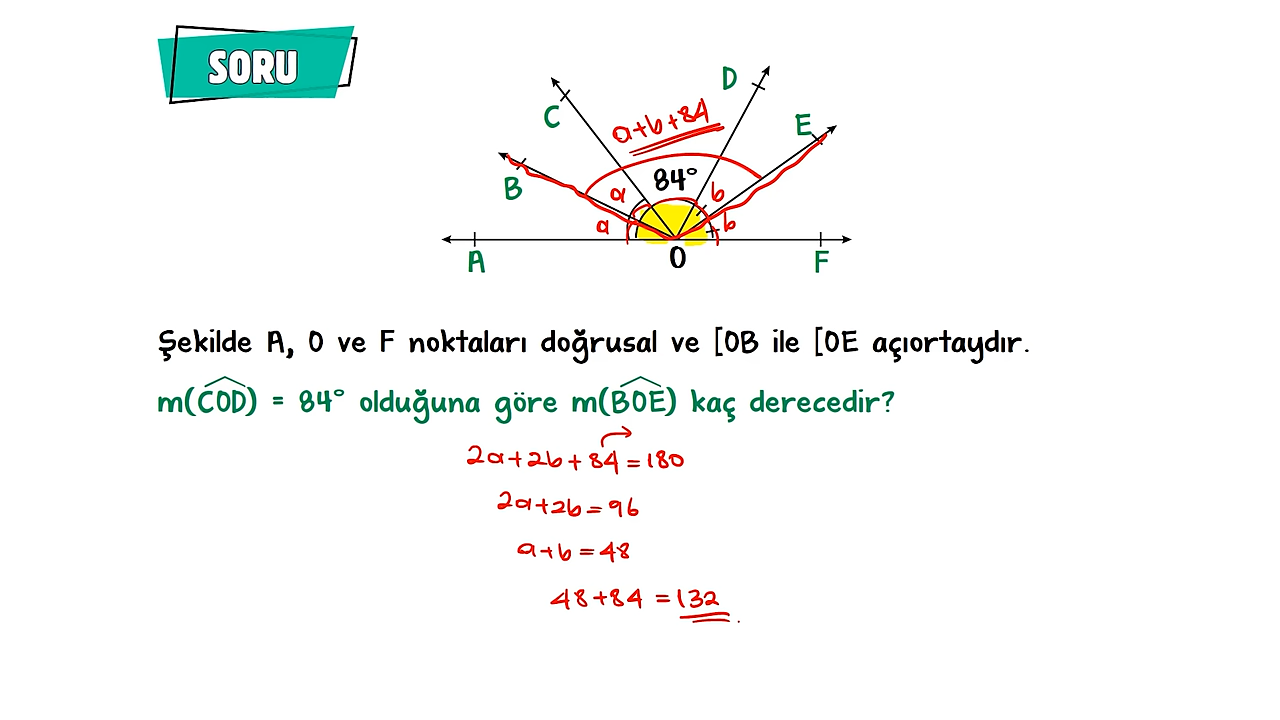 SORU
D
C
a+b+84
E
84°
B
a
b
a
b
A
O
F
Şekilde A, O ve F noktaları doğrusal ve [OB ile [OE açıortaydır.
m(COD) = 84° olduğuna göre m(BOE) kaç derecedir?
2a+2b+84=180
2a+2b=96
a+b=48
48+84=132